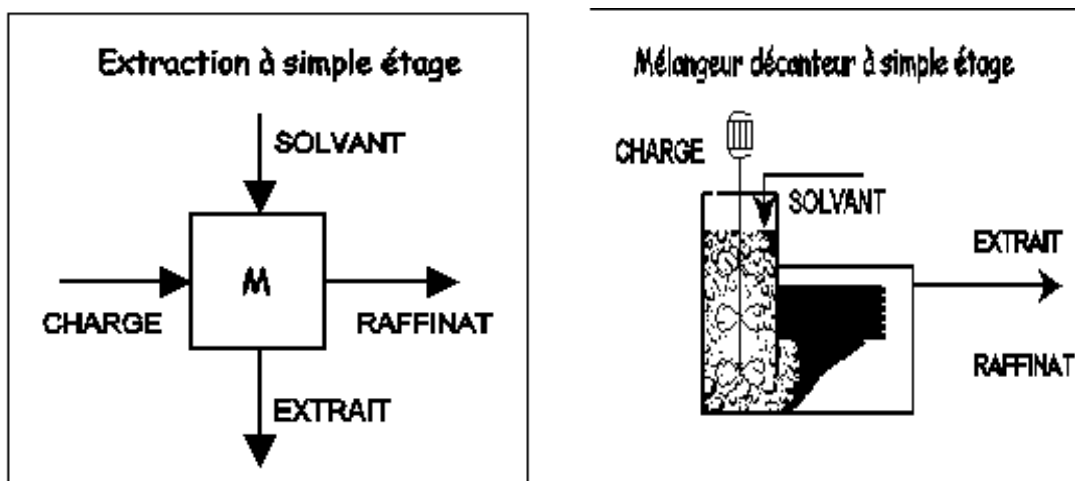 Extraction à simple étage
SOLVANT
M
CHARGE
RAFFINAT
EXTRAIT
Mélangeur décanteur à simple étage
CHARGE
SOLVANT
EXTRAIT
RAFFINAT